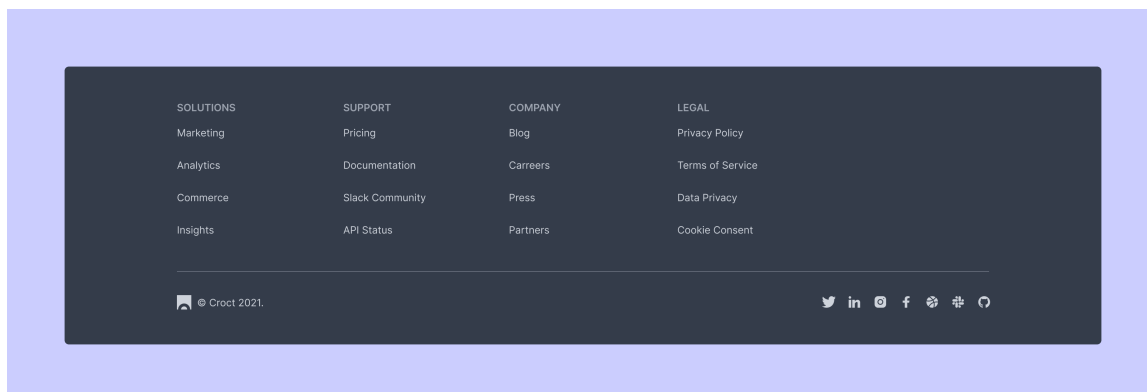 SOLUTIONS
Marketing
Analytics
Commerce
Insights
SUPPORT
Pricing
Documentation
Slack Community
API Status
COMPANY
Blog
Carreers
Press
Partners
LEGAL
Privacy Policy
Terms of Service
Data Privacy
Cookie Consent
© Croct 2021.